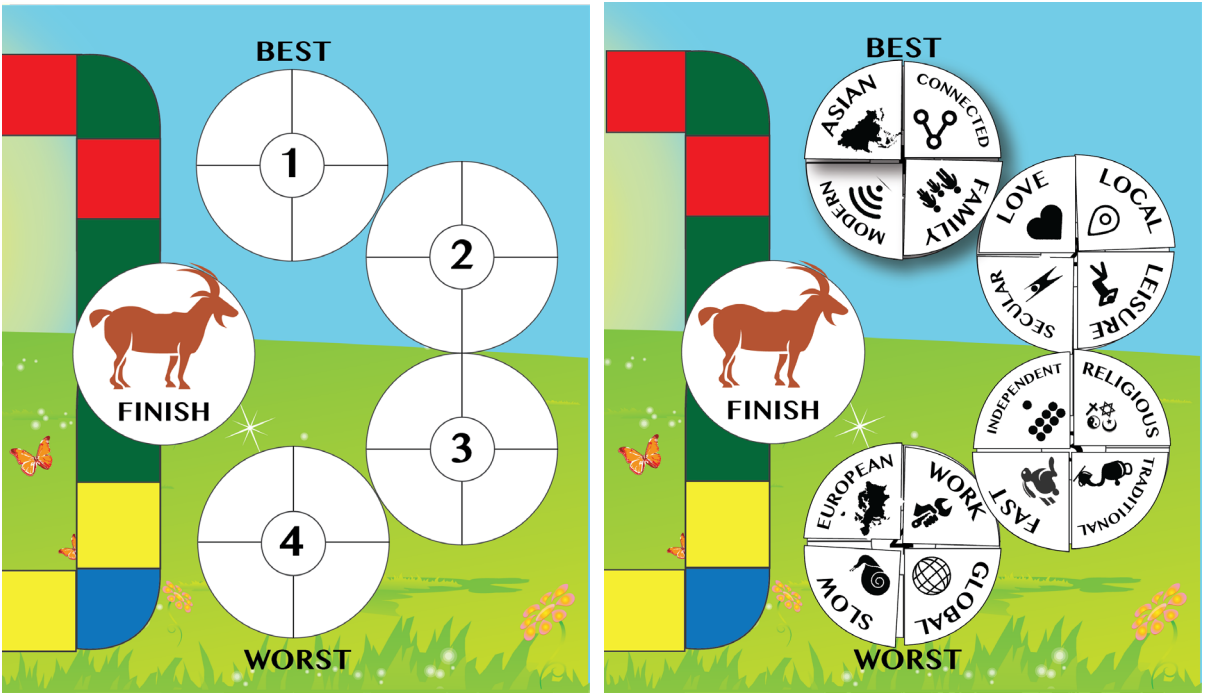 BEST
1
2
FINISH
3
4
WORST
BEST
ASIAN
CONNECTED
MODERN
FAMILY
LOVE
LOCAL
SECULAR
LEISURE
FINISH
INDEPENDENT
RELIGIOUS
FAST
TRADITIONAL
EUROPEAN
WORK
SLOW
GLOBAL
WORST